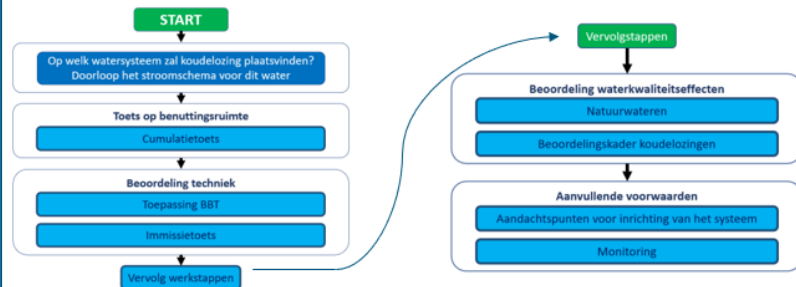 START
Op welk watersysteem zal koudelozing plaatsvinden?
Doorloop het stroomschema voor dit water
Toets op benuttingsruimte
Cumulatietoets
Beoordeling techniek
Toepassing BBT
Immissietoets
Vervolg werkstappen
Vervolgstappen
Beoordeling waterkwaliteitseffecten
Natuurwateren
Beoordelingskader koudelozingen
Aanvullende voorwaarden
Aandachtspunten voor inrichting van het systeem
Monitoring